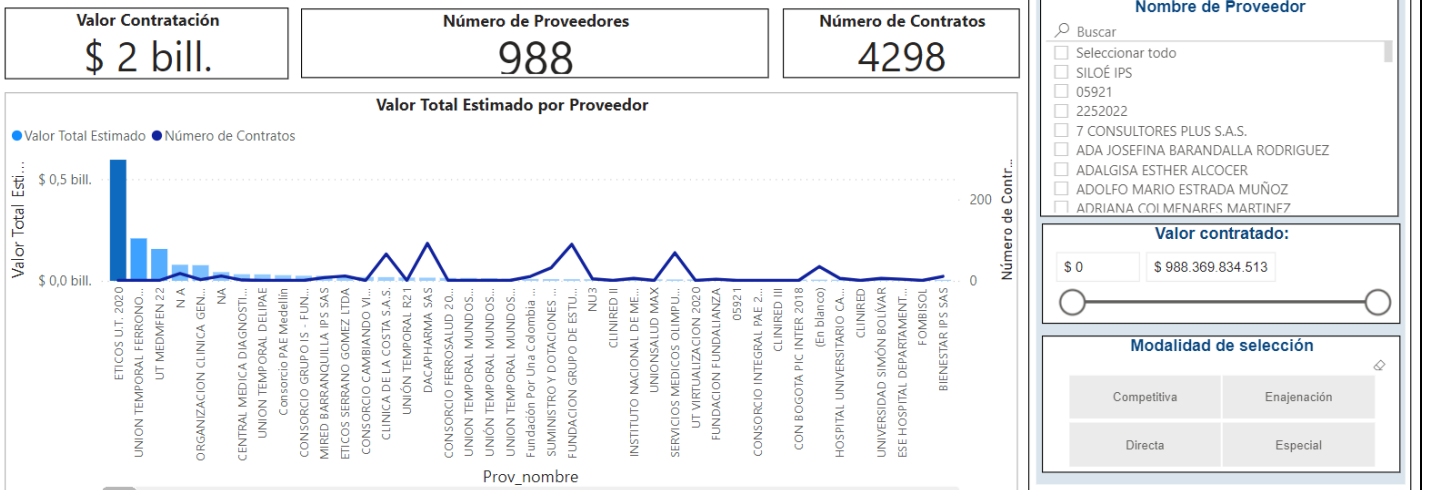 Valor Contratación
$ 2 bill.
Número de Proveedores
988
Número de Contratos
4298
Valor Total Estimado por Proveedor
Valor Total Estimado
Número de Contratos
Valor Total Esti...
$ 0,5 bill.
$ 0,0 bill.
200
0
Número de Contr...
ETICOS U.T. 2020
UNION TEMPORAL FERRONO...
UT MEDMFEN 22
N A
ORGANIZACION CLINICA GEN...
NA
CENTRAL MEDICA DIAGNOSTI...
UNION TEMPORAL DELIPAE
Consorcio PAE Medellin
CONSORCIO GRUPO IS - FUN...
MIRED BARRANQUILLA IPS SAS
ETICOS SERRANO GOMEZ LTDA
CONSORCIO CAMBIANDO VI...
CLINICA DE LA COSTA S.A.S.
UNIÓN TEMPORAL R21
DACAPHARMA SAS
CONSORCIO FERROSALUD 20...
UNION TEMPORAL MUNDOS...
UNIÓN TEMPORAL MUNDOS...
UNION TEMPORAL MUNDOS...
Fundación Por Una Colombia ...
SUMINISTRO Y DOTACIONES ...
FUNDACION GRUPO DE ESTU...
NU3
CLINIRED II
INSTITUTO NACIONAL DE ME...
UNIONSALUD MAX
SERVICIOS MEDICOS OLIMPU...
UT VIRTUALIZACION 2020
FUNDACION FUNDALIANZA
05921
CONSORCIO INTEGRAL PAE 2...
CLINIRED III
CON BOGOTA PIC INTER 2018
(En blanco)
HOSPITAL UNIVERSITARIO CA...
CLINIRED
UNIVERSIDAD SIMÓN BOLÍVAR
ESE HOSPITAL DEPARTAMENT...
FOMBISOL
BIENESTAR IPS SAS
Prov_nombre
Nombre de Proveedor
Buscar
Seleccionar todo
SILOÉ IPS
05921
2252022
7 CONSULTORES PLUS S.A.S.
ADA JOSEFINA BARANDALLA RODRIGUEZ
ADALGISA ESTHER ALCOCER
ADOLFO MARIO ESTRADA MUÑOZ
ADRIANA COLMENARES MARTINEZ
Valor contratado:
$ 0
$ 988.369.834.513
Modalidad de selección
Competitiva
Enajenación
Directa
Especial